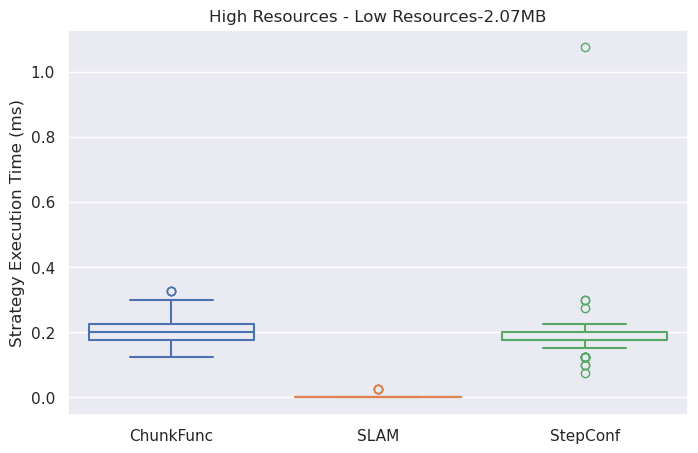 High Resources - Low Resources-2.07MB
Strategy Execution Time (ms)
1.0
0.8
0.6
0.4
0.2
0.0
ChunkFunc
SLAM
StepConf